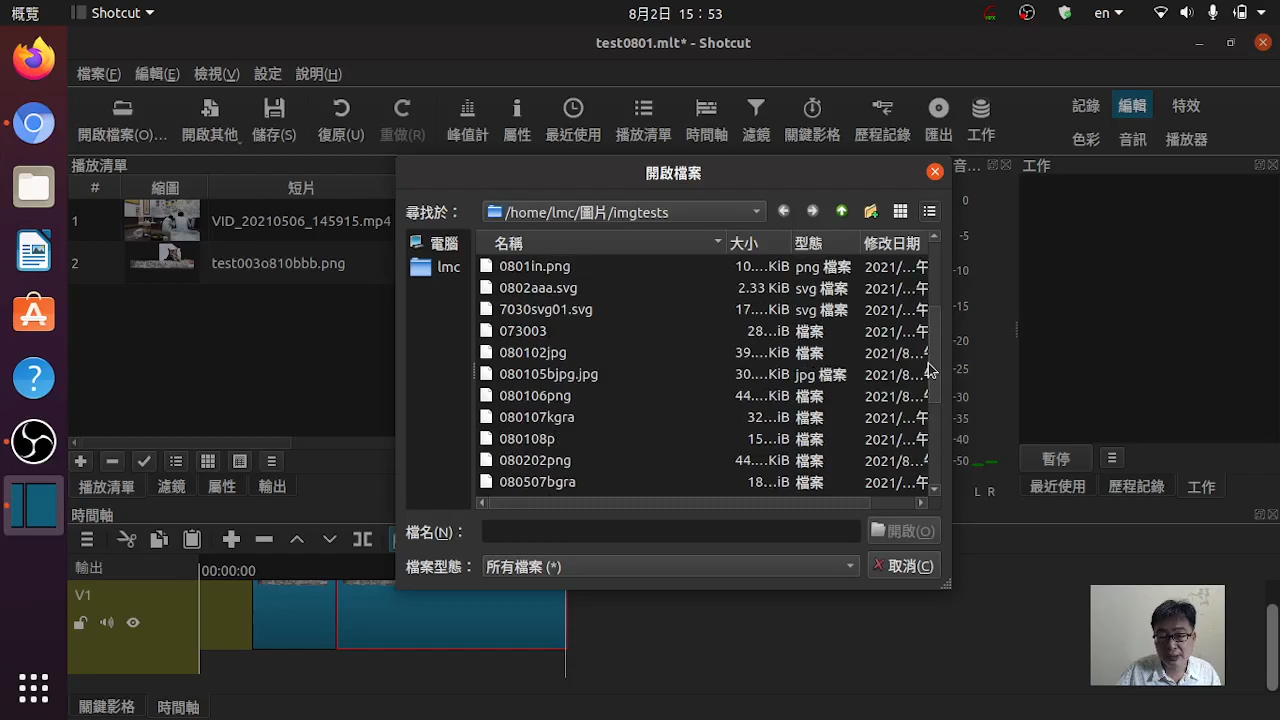 概覽 Shotcut 8月2日 15：53 en
test0801.mlt* - Shotcut
檔案(F) 編輯(E) 檢視(V) 設定 說明(H)
開啟檔案(O)... 開啟其他 儲存(S) 復原(U) 重做(R) 峰值計 屬性 最近使用 播放清單 時間軸 濾鏡 關鍵影格 歷程記錄 匯出 工作
記錄 編輯 特效
色彩 音訊 播放器
播放清單
# 縮圖 短片
1 VID_20210506_145915.mp4
2 test003o810bbb.png
開啟檔案
尋找於： /home/lmc/圖片/imgtests
電腦
lmc
名稱 大小 型態 修改日期
0801in.png 10....KiB png 檔案 2021/...午
0802aaa.svg 2.33 KiB svg 檔案 2021/...午
7030svg01.svg 17....KiB svg 檔案 2021/...午
073003 28...iB 檔案 2021/...午
080102jpg 39....KiB 檔案 2021/8...
080105bjpg.jpg 30....KiB jpg 檔案 2021/8...
080106png 44....KiB 檔案 2021/8...
080107kgra 32...iB 檔案 2021/...午
080108p 15...iB 檔案 2021/...午
080202png 44....KiB 檔案 2021/8...
080507bgra 18...iB 檔案 2021/...午
檔名(N)： 開啟(O)
檔案型態： 所有檔案 (*) 取消(C)
音...
0
-5
-10
-15
-20
-25
-30
-35
-40
-50
L R
工作
暫停
最近使用 歷程記錄 工作
播放清單 濾鏡 屬性 輸出
時間軸
輸出 00:00:00
V1
關鍵影格 時間軸